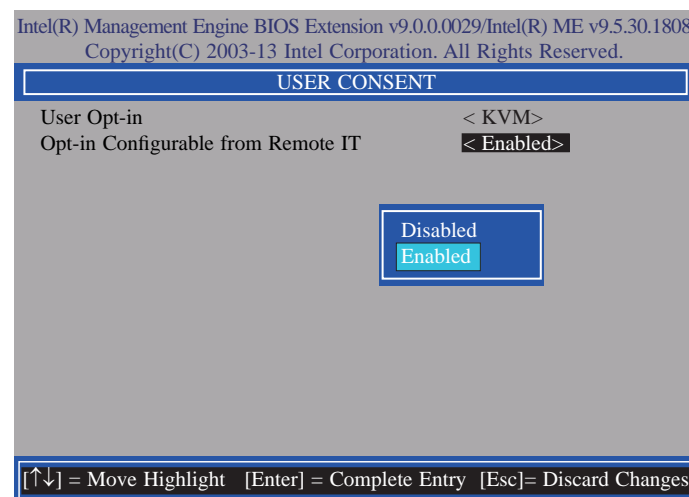 Intel(R) Management Engine BIOS Extension v9.0.0.0029/Intel(R) ME v9.5.30.1808
Copyright(C) 2003-13 Intel Corporation. All Rights Reserved.
USER CONSENT
User Opt-in < KVM>
Opt-in Configurable from Remote IT < Enabled>
Disabled
Enabled
[↑↓] = Move Highlight [Enter] = Complete Entry [Esc]= Discard Changes